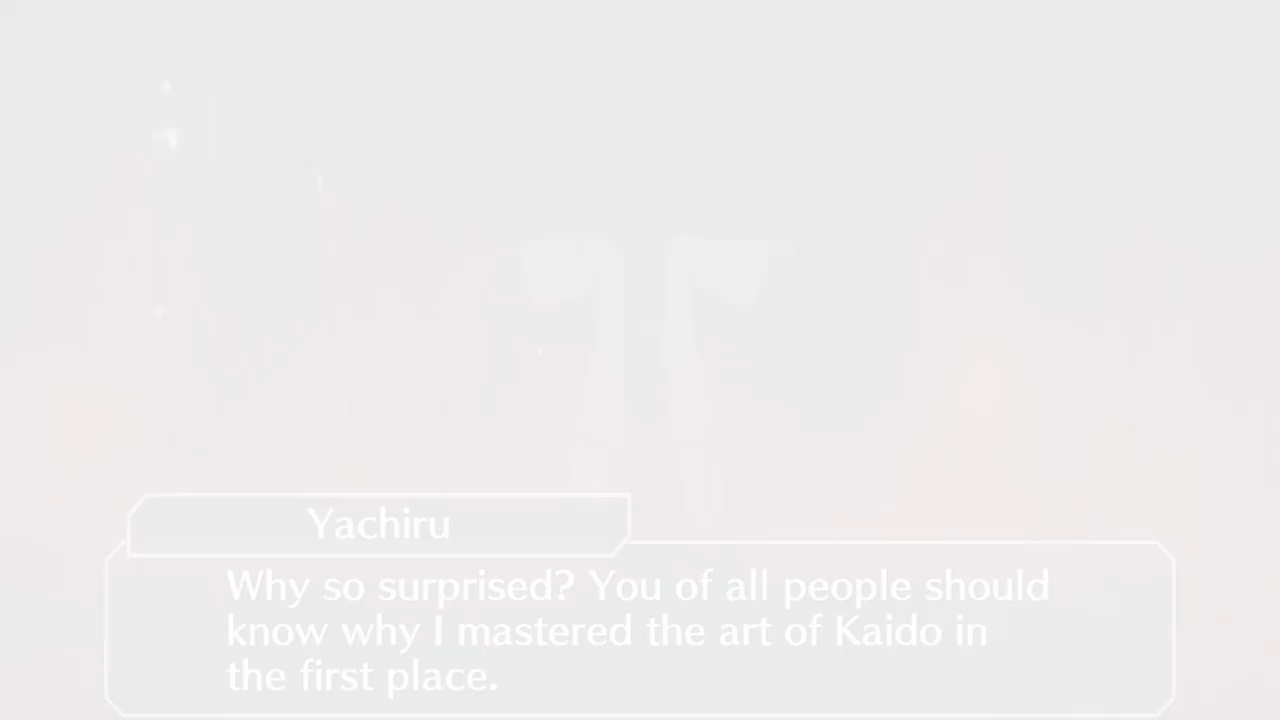 Yachiru
Why so surprised? You of all people should
know why I mastered the art of Kaido in
the first place.